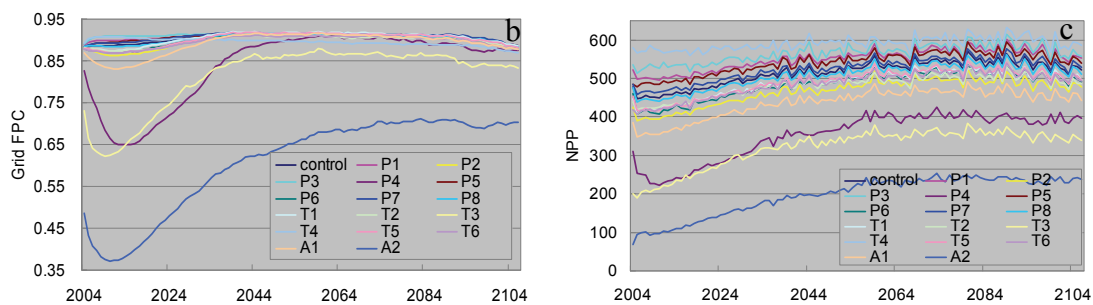 b
Grid FPC
0.95
0.85
0.75
0.65
0.55
0.45
0.35
2004 2024 2044 2064 2084 2104
control P1 P2
P3 P4 P5
P6 P7 P8
T1 T2 T3
T4 T5 T6
A1 A2
c
NPP
600
500
400
300
200
100
0
2004 2024 2044 2064 2084 2104
control P1 P2
P3 P4 P5
P6 P7 P8
T1 T2 T3
T4 T5 T6
A1 A2